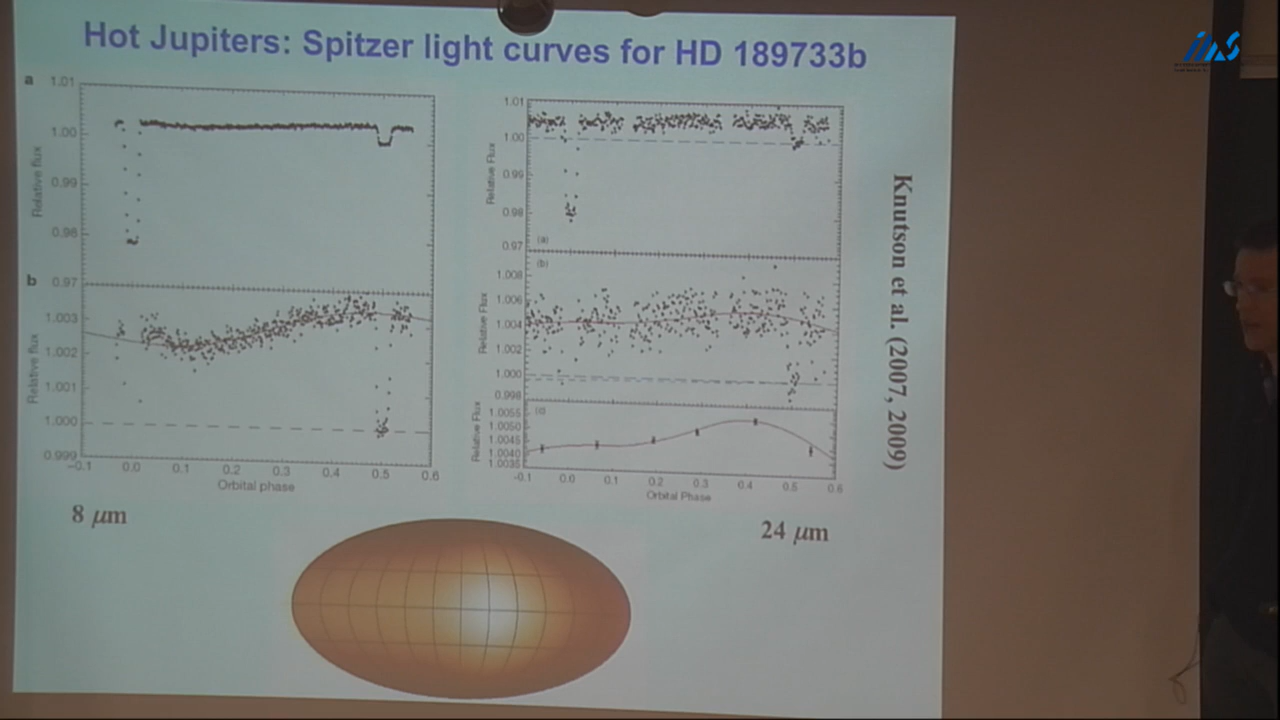 Hot Jupiters: Spitzer light curves for HD 189733b
a
1.01
1.00
0.99
0.98
0.97
Relative flux
b
1.003
1.002
1.001
1.000
0.999
Relative flux
-0.1 0.0 0.1 0.2 0.3 0.4 0.5 0.6
Orbital phase
8 μm
1.01
1.00
0.99
0.98
0.97
Relative Flux
(a)
(b)
1.008
1.006
1.004
1.002
1.000
0.998
Relative Flux
(c)
1.0055
1.0050
1.0045
1.0040
1.0035
Relative Flux
-0.1 0.0 0.1 0.2 0.3 0.4 0.5 0.6
Orbital Phase
24 μm
Knutson et al. (2007, 2009)